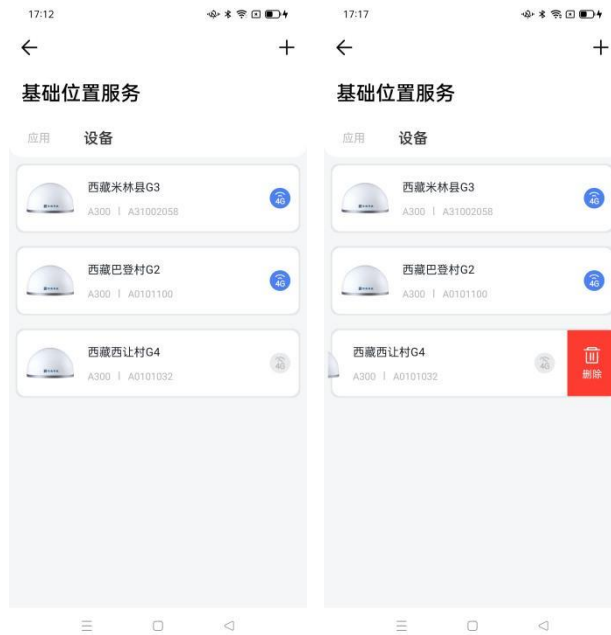 17:12
基础位置服务
应用 设备
西藏米林县G3
A300 | A31002058
4G
西藏巴登村G2
A300 | A0101100
4G
西藏西让村G4
A300 | A0101032
4G
17:17
基础位置服务
应用 设备
西藏米林县G3
A300 | A31002058
4G
西藏巴登村G2
A300 | A0101100
4G
西藏西让村G4
A300 | A0101032
4G
删除